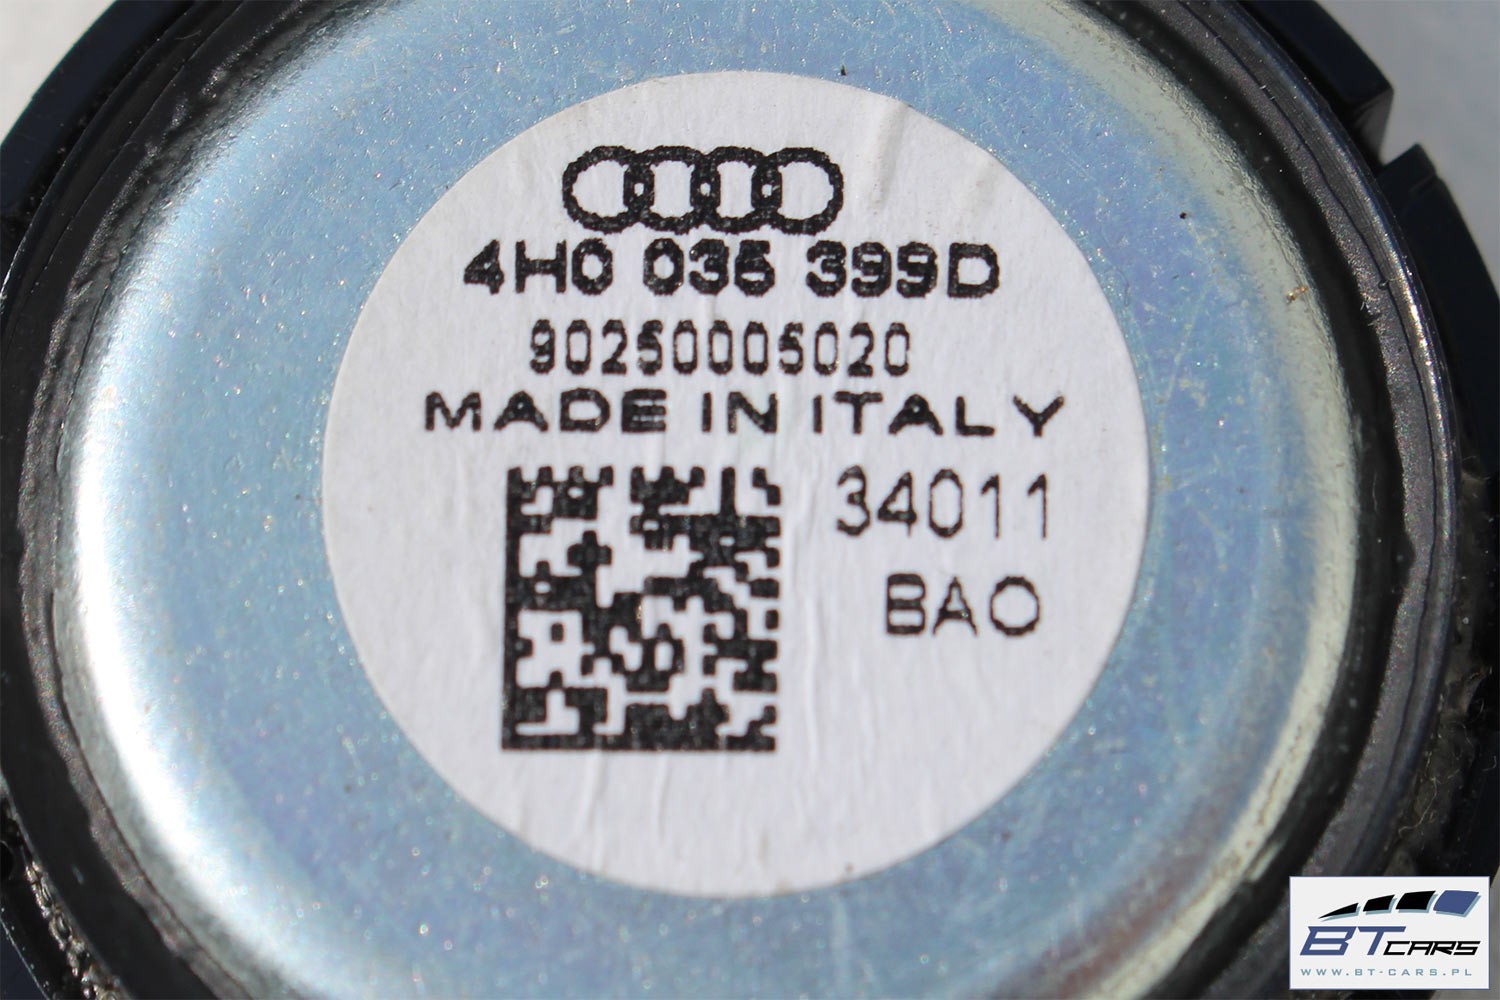 4H0 035 399D
90250005020
MADE IN ITALY
34011
BAO
BT CARS
WWW.BT-CARS.PL